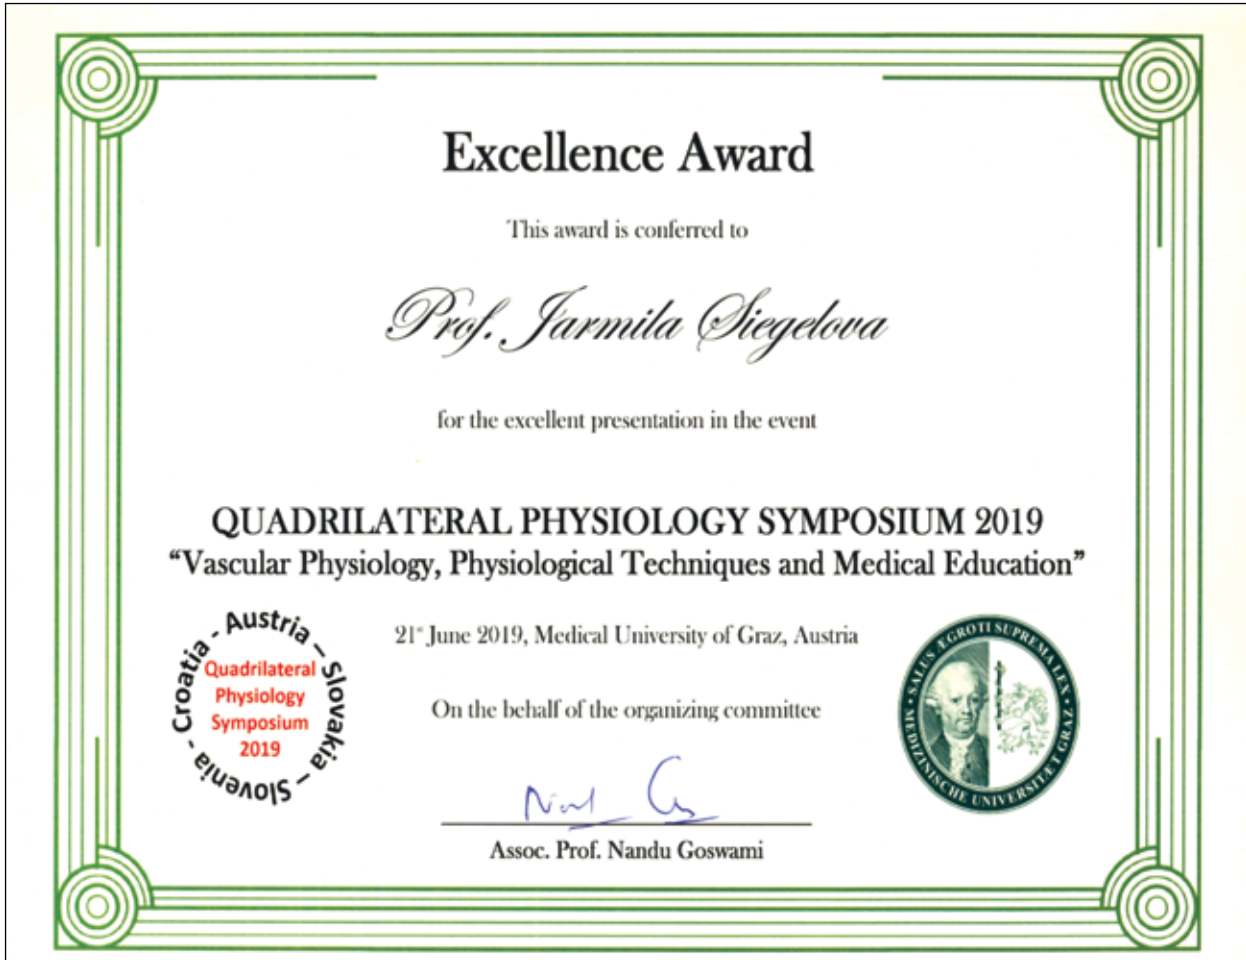 Excellence Award
This award is conferred to
Prof. Jarmila Siegelova
for the excellent presentation in the event
QUADRILATERAL PHYSIOLOGY SYMPOSIUM 2019
“Vascular Physiology, Physiological Techniques and Medical Education”
21st June 2019, Medical University of Graz, Austria
On the behalf of the organizing committee
Assoc. Prof. Nandu Goswami
Croatia - Austria – Slovakia – Slovenia -
Quadrilateral
Physiology
Symposium
2019
• SALUS ÆGROTI SUPREMA LEX •
MEDIZINISCHE UNIVERSITÆT GRAZ